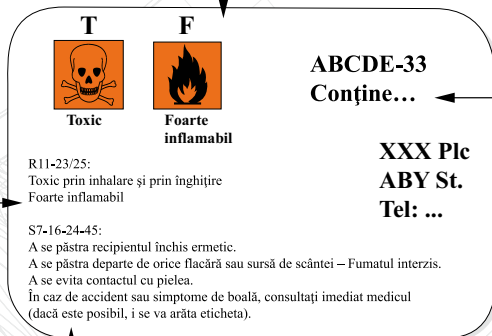 T
F
Toxic
Foarte
inflamabil
ABCDE-33
Conţine…
XXX Plc
ABY St.
Tel: ...
R11-23/25:
Toxic prin inhalare şi prin înghiţire
Foarte inflamabil
S7-16-24-45:
A se păstra recipientul închis ermetic.
A se păstra departe de orice flacără sau sursă de scântei – Fumatul interzis.
A se evita contactul cu pielea.
În caz de accident sau simptome de boală, consultaţi imediat medicul
(dacă este posibil, i se va arăta eticheta).